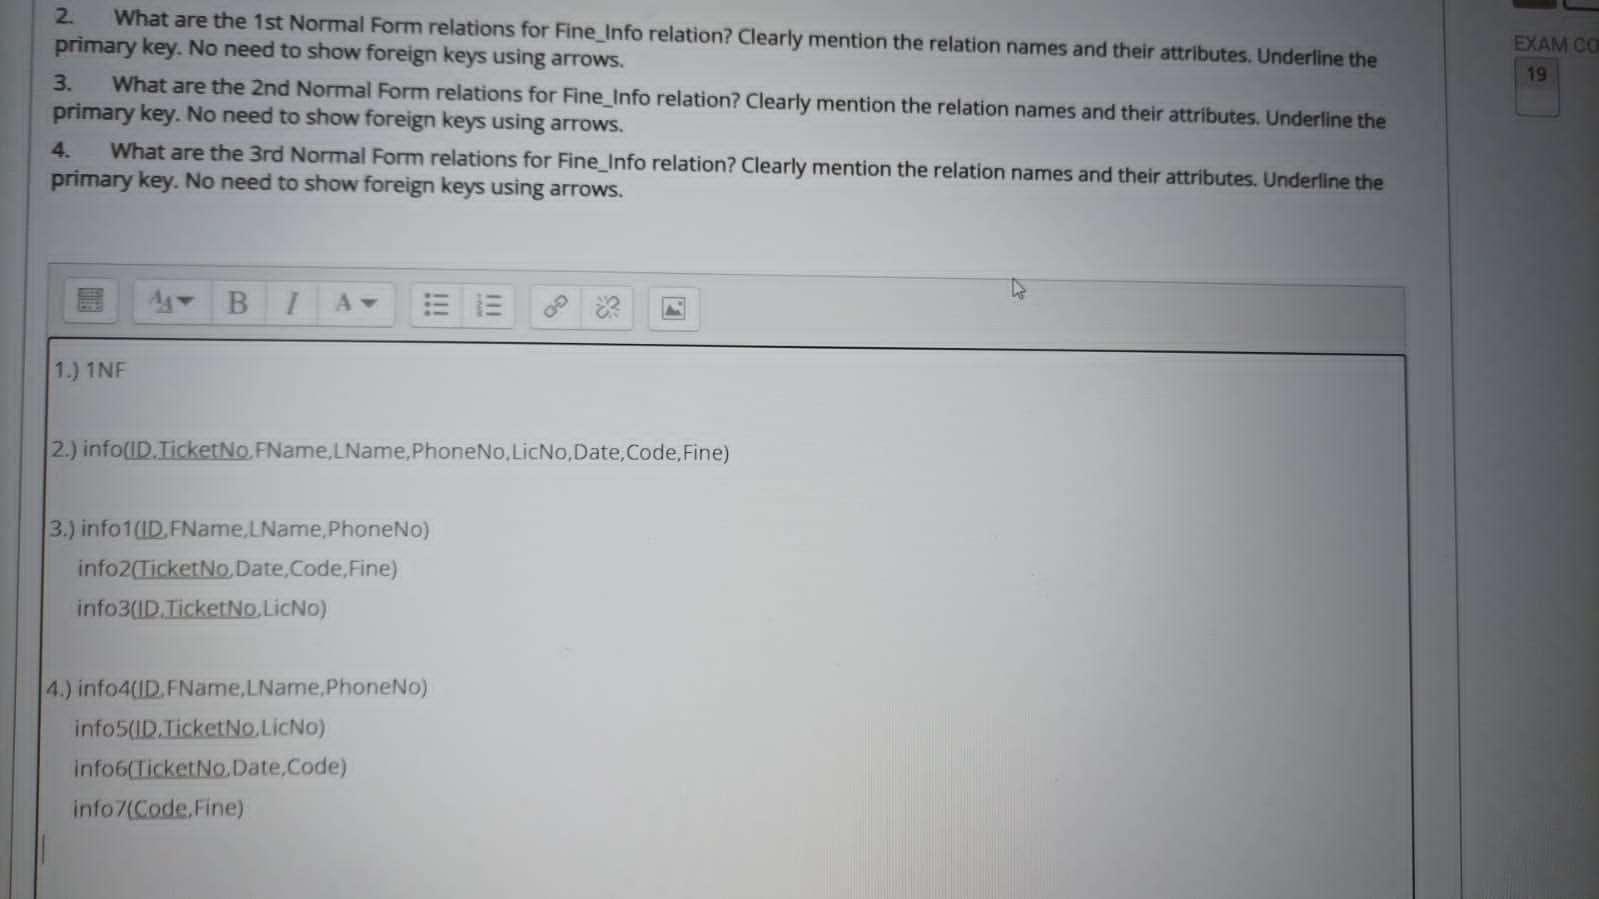 2. What are the 1st Normal Form relations for Fine_Info relation? Clearly mention the relation names and their attributes. Underline the
primary key. No need to show foreign keys using arrows.
3. What are the 2nd Normal Form relations for Fine_Info relation? Clearly mention the relation names and their attributes. Underline the
primary key. No need to show foreign keys using arrows.
4. What are the 3rd Normal Form relations for Fine_Info relation? Clearly mention the relation names and their attributes. Underline the
primary key. No need to show foreign keys using arrows.
EXAM CO
19
B I A
1.) 1NF
2.) info(ID,TicketNo,FName,LName,PhoneNo,LicNo,Date,Code,Fine)
3.) info1(ID,FName,LName,PhoneNo)
info2(TicketNo,Date,Code,Fine)
info3(ID,TicketNo,LicNo)
4.) info4(ID,FName,LName,PhoneNo)
info5(ID,TicketNo,LicNo)
info6(TicketNo,Date,Code)
info7(Code,Fine)